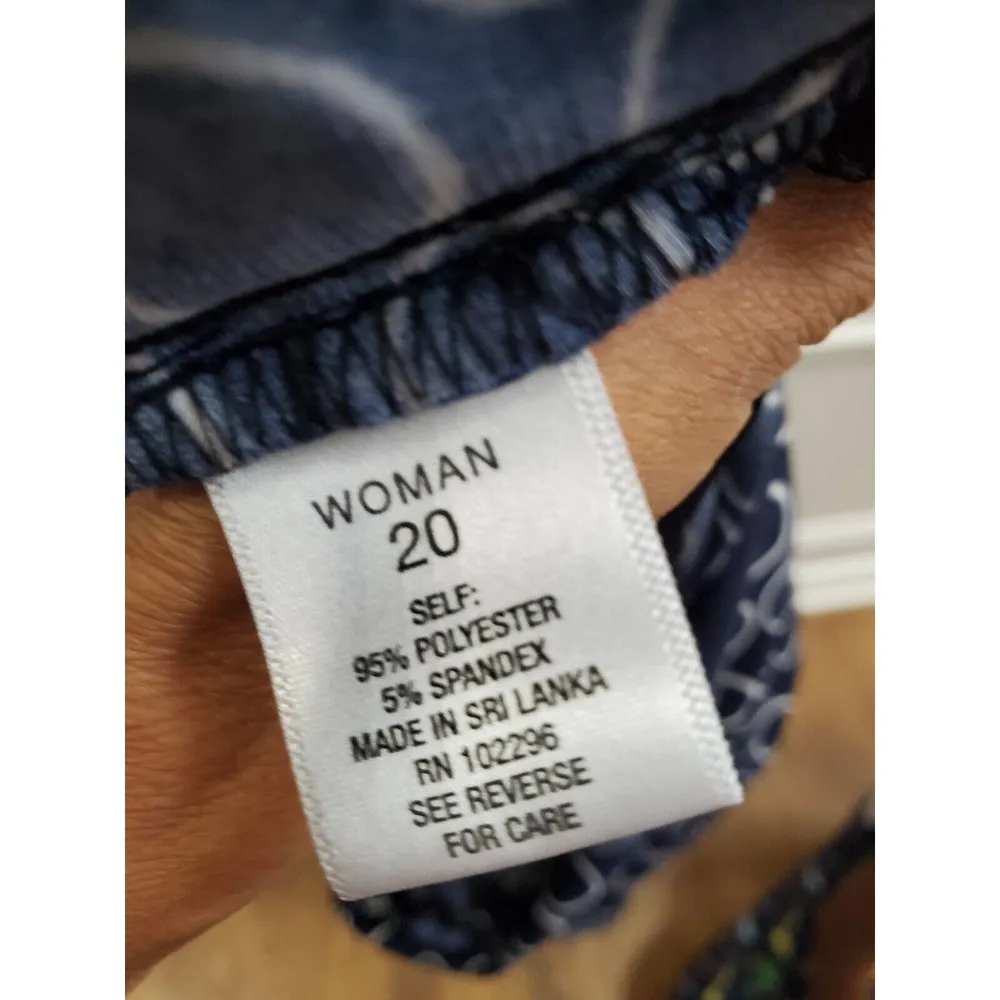 WOMAN
20
SELF:
95% POLYESTER
5% SPANDEX
MADE IN SRI LANKA
RN 102296
SEE REVERSE
FOR CARE